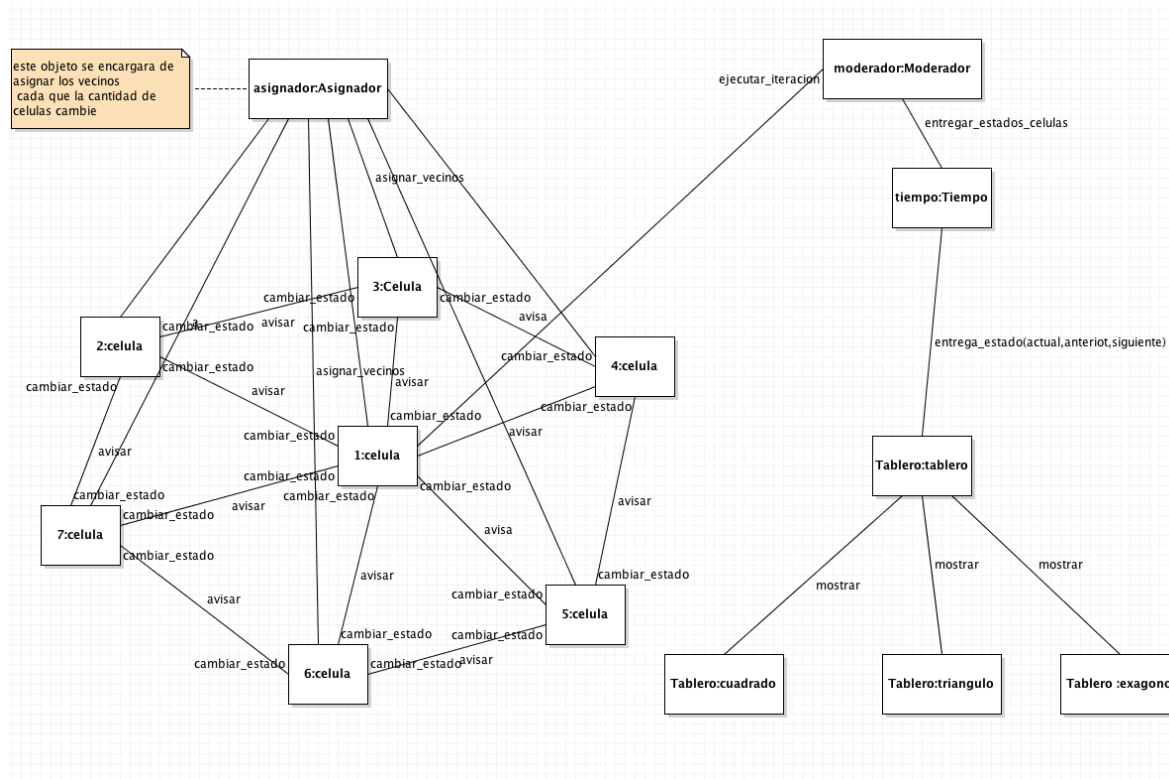 este objeto se encargara de
asignar los vecinos
cada que la cantidad de
celulas cambie
asignador:Asignador
moderador:Moderador
ejecutar_iteracion
entregar_estados_celulas
asignar_vecinos
tiempo:Tiempo
3:Celula
cambiar_estado
cambiar_estado
avisa
cambiar_estado
avisar
cambiar_estado
2:celula
entrega_estado(actual,anteriot,siguiente)
cambiar_estado
4:celula
cambiar_estado
asignar_vecinos
avisar
cambiar_estado
avisar
cambiar_estado
cambiar_estado
cambiar_estado
avisar
1:celula
avisar
Tablero:tablero
cambiar_estado
cambiar_estado
cambiar_estado
cambiar_estado
avisar
cambiar_estado
avisar
avisa
7:celula
cambiar_estado
mostrar
mostrar
avisar
cambiar_estado
mostrar
avisar
cambiar_estado
5:celula
cambiar_estado
cambiar_estado
cambiar_estado
cambiar_estado
avisar
6:celula
Tablero:cuadrado
Tablero:triangulo
Tablero :exagono